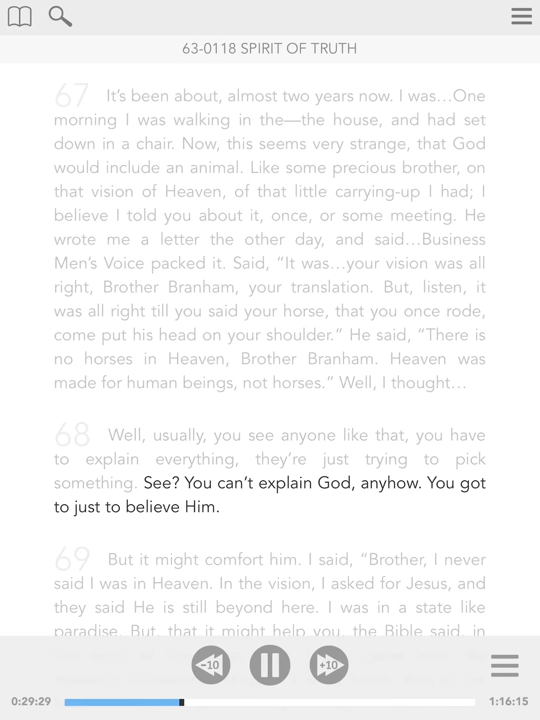 63-0118 SPIRIT OF TRUTH
67 It’s been about, almost two years now. I was…One
morning I was walking in the—the house, and had set
down in a chair. Now, this seems very strange, that God
would include an animal. Like some precious brother, on
that vision of Heaven, of that little carrying-up I had; I
believe I told you about it, once, or some meeting. He
wrote me a letter the other day, and said…Business
Men’s Voice packed it. Said, “It was…your vision was all
right, Brother Branham, your translation. But, listen, it
was all right till you said your horse, that you once rode,
come put his head on your shoulder.” He said, “There is
no horses in Heaven, Brother Branham. Heaven was
made for human beings, not horses.” Well, I thought…
68 Well, usually, you see anyone like that, you have
to explain everything, they’re just trying to pick
something. See? You can’t explain God, anyhow. You got
to just to believe Him.
69 But it might comfort him. I said, “Brother, I never
said I was in Heaven. In the vision, I asked for Jesus, and
they said He is still beyond here. I was in a state like
paradise. But, that it might help you, the Bible said, in
-10
+10
0:29:29
1:16:15